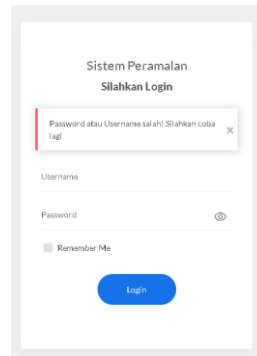 Sistem Peramalan
Silahkan Login
Password atau Username salah! Silahkan coba
lagi
Username
Password
Remember Me
Login